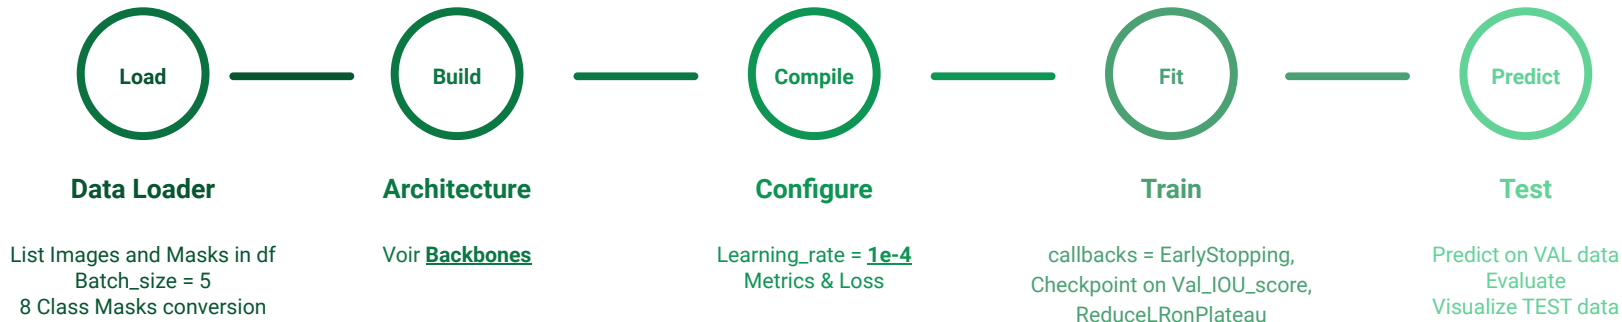 Load
Build
Compile
Fit
Predict
Data Loader
Architecture
Configure
Train
Test
List Images and Masks in df
Batch_size = 5
8 Class Masks conversion
Voir Backbones
Learning_rate = 1e-4
Metrics & Loss
callbacks = EarlyStopping,
Checkpoint on Val_IOU_score,
ReduceLRonPlateau
Predict on VAL data
Evaluate
Visualize TEST data